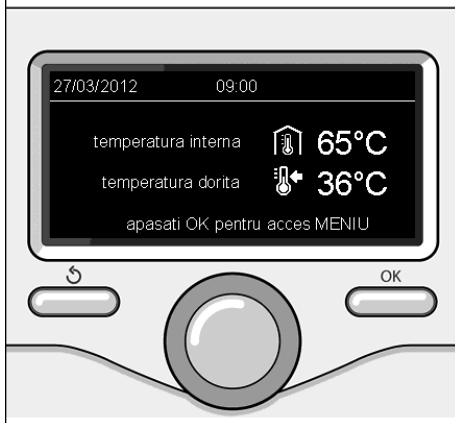 27/03/2012 09:00
temperatura interna 65°C
temperatura dorita 36°C
apasati OK pentru acces MENIU
OK